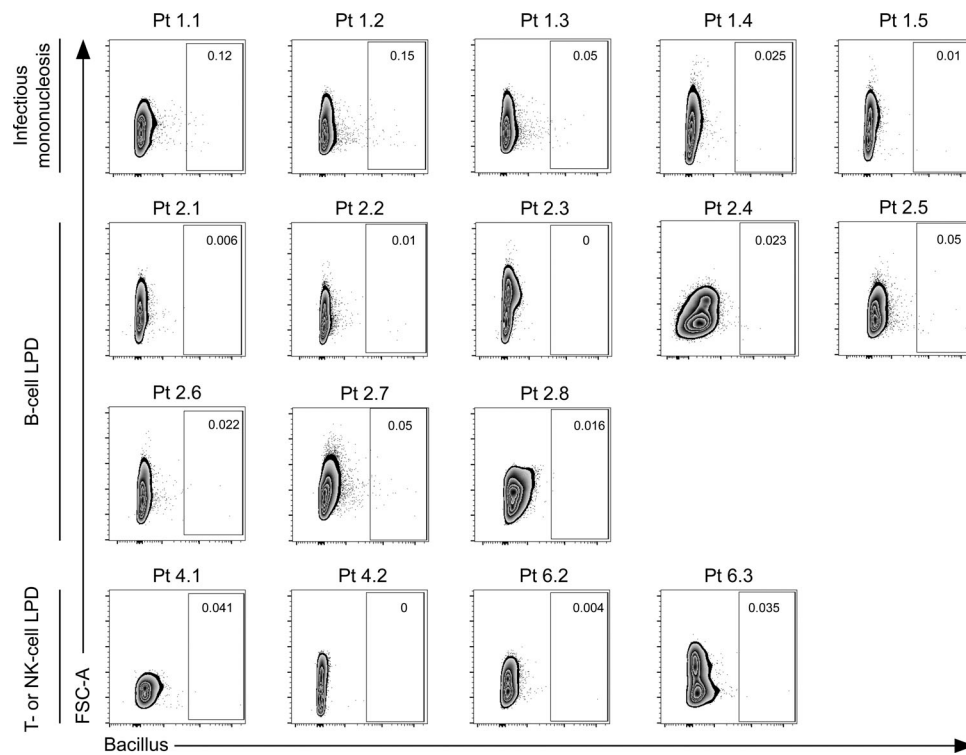 Pt 1.1 Pt 1.2 Pt 1.3 Pt 1.4 Pt 1.5
Infectious
mononucleosis
0.12 0.15 0.05 0.025 0.01
Pt 2.1 Pt 2.2 Pt 2.3 Pt 2.4 Pt 2.5
0.006 0.01 0 0.023 0.05
B-cell LPD
Pt 2.6 Pt 2.7 Pt 2.8
0.022 0.05 0.016
Pt 4.1 Pt 4.2 Pt 6.2 Pt 6.3
T- or NK-cell LPD
0.041 0 0.004 0.035
FSC-A
Bacillus